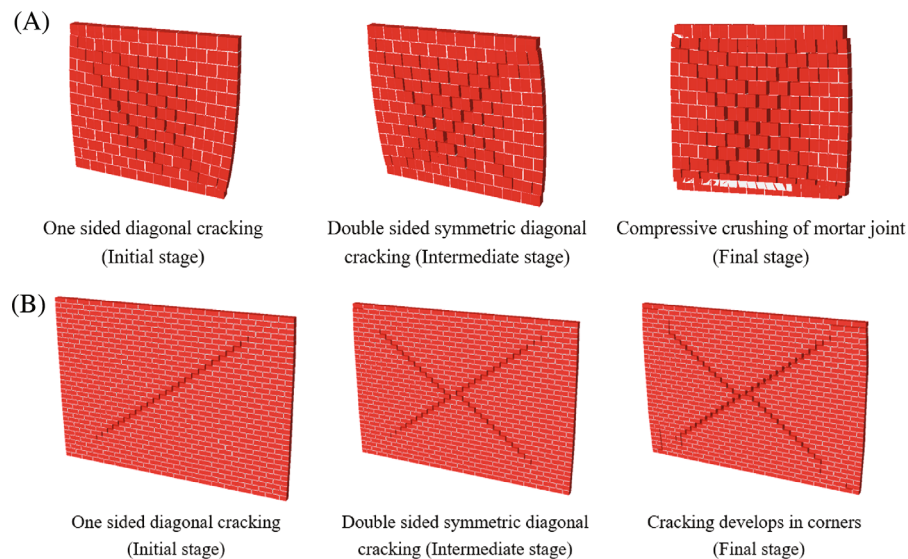 (A)
One sided diagonal cracking
(Initial stage)
Double sided symmetric diagonal
cracking (Intermediate stage)
Compressive crushing of mortar joint
(Final stage)
(B)
One sided diagonal cracking
(Initial stage)
Double sided symmetric diagonal
cracking (Intermediate stage)
Cracking develops in corners
(Final stage)